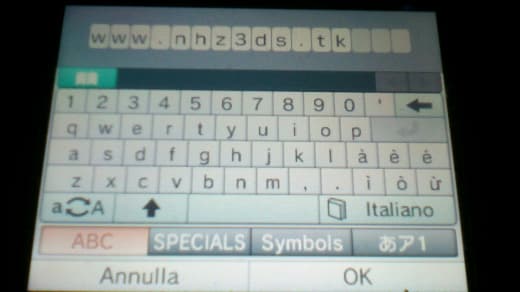 www.nhz3ds.tk
1 2 3 4 5 6 7 8 9 0 '
q w e r t y u i o p
a s d f g h j k l à è é
z x c v b n m , . ì ò ù
a A Italiano
ABC SPECIALS Symbols あア1
Annulla OK